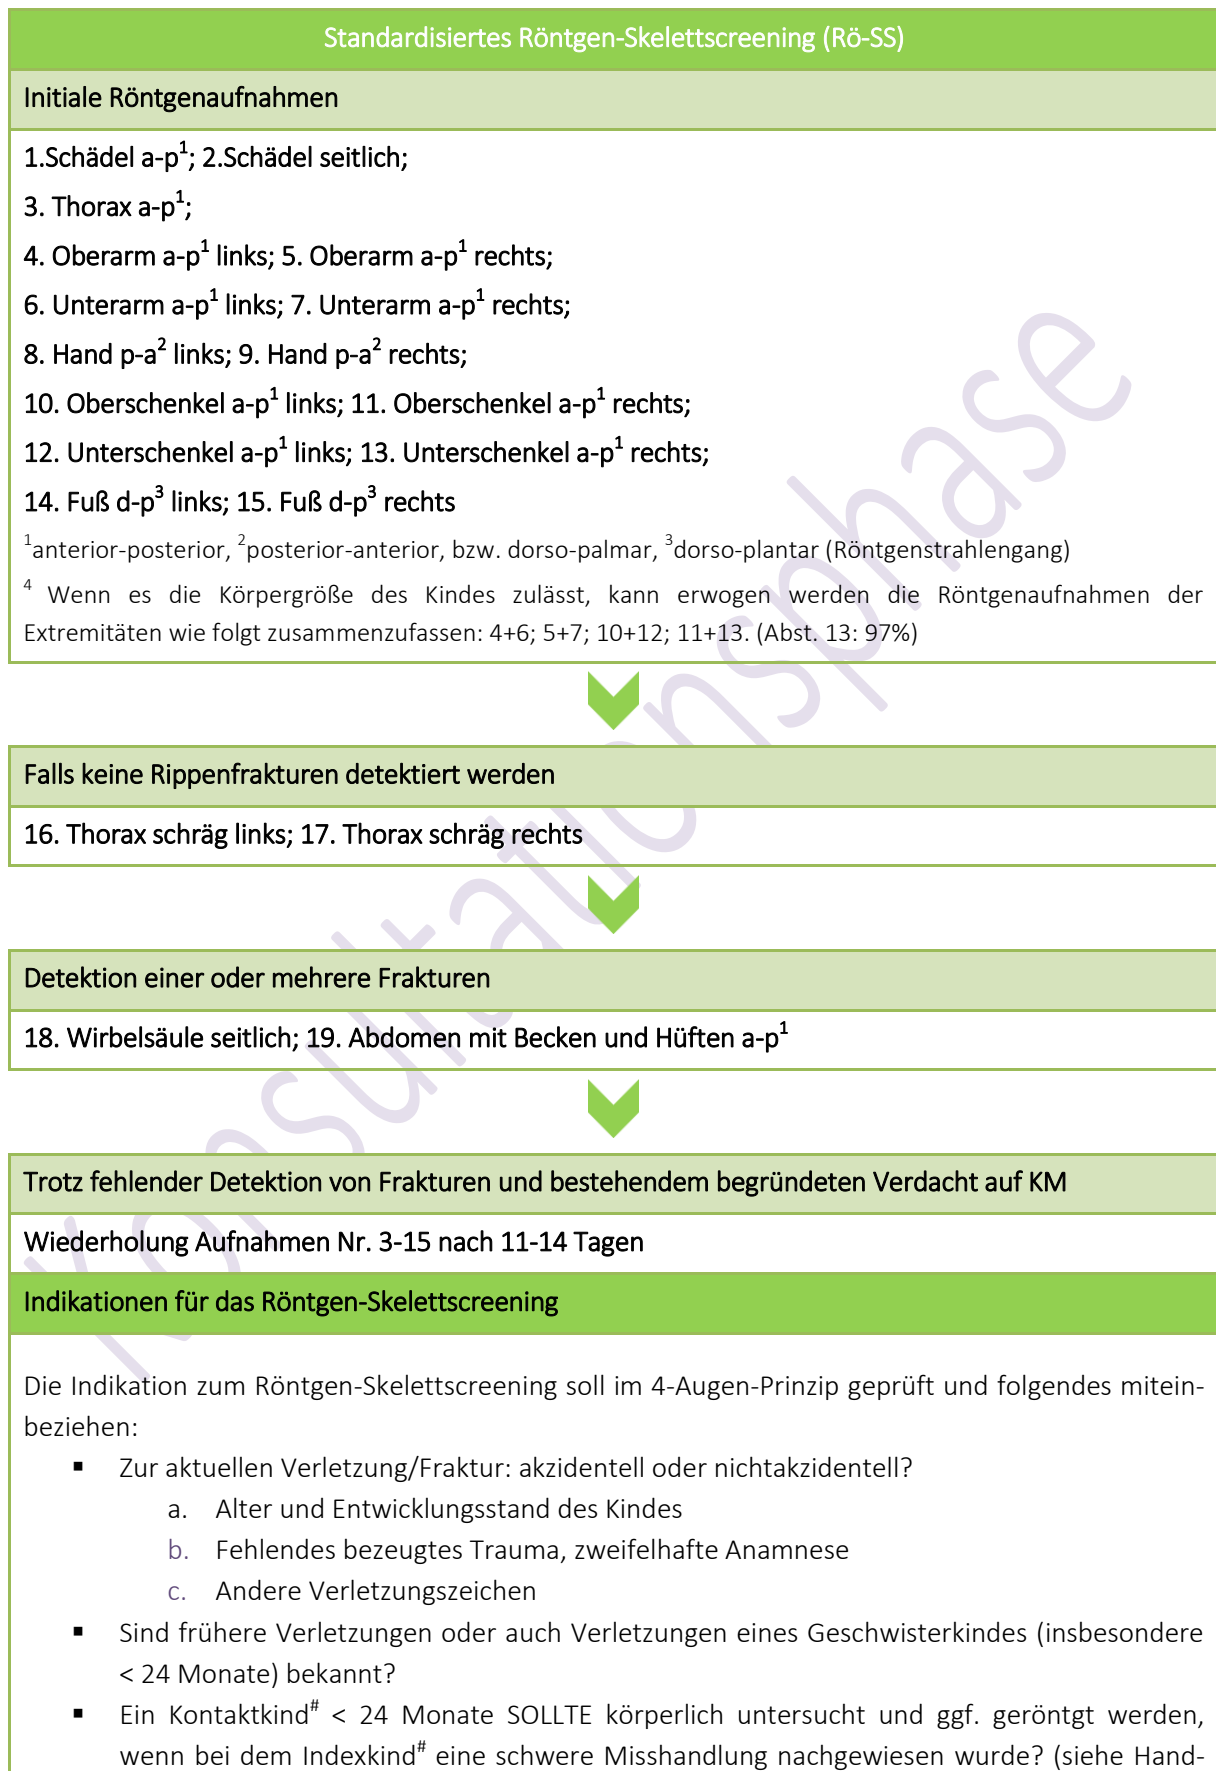 Standardisiertes Röntgen-Skelettscreening (Rö-SS)
Initiale Röntgenaufnahmen
1.Schädel a-p¹; 2.Schädel seitlich;
3. Thorax a-p¹;
4. Oberarm a-p¹ links; 5. Oberarm a-p¹ rechts;
6. Unterarm a-p¹ links; 7. Unterarm a-p¹ rechts;
8. Hand p-a² links; 9. Hand p-a² rechts;
10. Oberschenkel a-p¹ links; 11. Oberschenkel a-p¹ rechts;
12. Unterschenkel a-p¹ links; 13. Unterschenkel a-p¹ rechts;
14. Fuß d-p³ links; 15. Fuß d-p³ rechts
¹anterior-posterior, ²posterior-anterior, bzw. dorso-palmar, ³dorso-plantar (Röntgenstrahlengang)
⁴ Wenn es die Körpergröße des Kindes zulässt, kann erwogen werden die Röntgenaufnahmen der
Extremitäten wie folgt zusammenzufassen: 4+6; 5+7; 10+12; 11+13. (Abst. 13: 97%)
Falls keine Rippenfrakturen detektiert werden
16. Thorax schräg links; 17. Thorax schräg rechts
Detektion einer oder mehrere Frakturen
18. Wirbelsäule seitlich; 19. Abdomen mit Becken und Hüften a-p¹
Trotz fehlender Detektion von Frakturen und bestehendem begründeten Verdacht auf KM
Wiederholung Aufnahmen Nr. 3-15 nach 11-14 Tagen
Indikationen für das Röntgen-Skelettscreening
Die Indikation zum Röntgen-Skelettscreening soll im 4-Augen-Prinzip geprüft und folgendes mitein-
beziehen:
▪ Zur aktuellen Verletzung/Fraktur: akzidentell oder nichtakzidentell?
a. Alter und Entwicklungsstand des Kindes
b. Fehlendes bezeugtes Trauma, zweifelhafte Anamnese
c. Andere Verletzungszeichen
▪ Sind frühere Verletzungen oder auch Verletzungen eines Geschwisterkindes (insbesondere
< 24 Monate) bekannt?
▪ Ein Kontaktkind# < 24 Monate SOLLTE körperlich untersucht und ggf. geröntgt werden,
wenn bei dem Indexkind# eine schwere Misshandlung nachgewiesen wurde? (siehe Hand-
Konsultationsphase